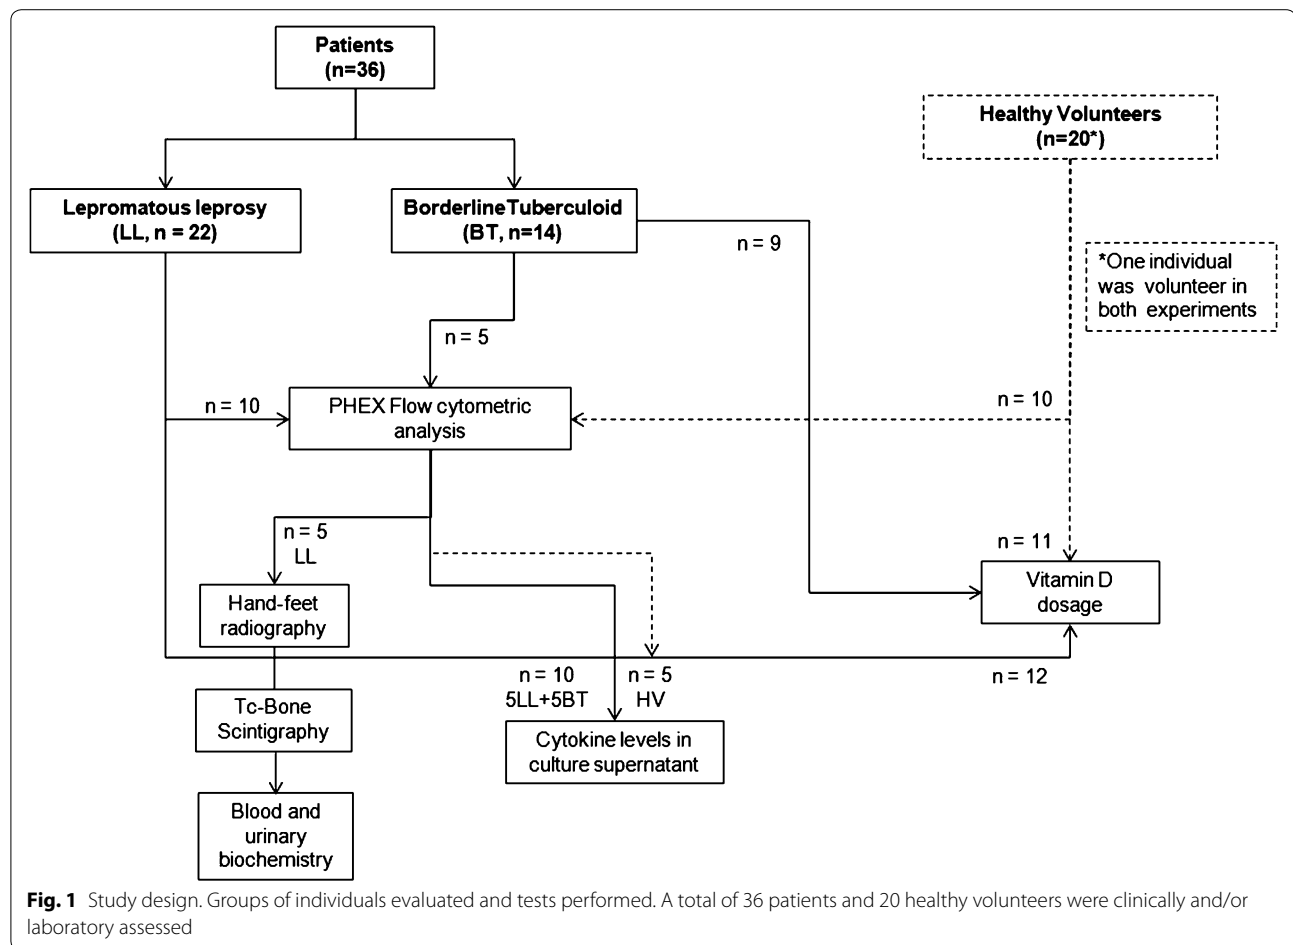 Patients
(n=36)
Healthy Volunteers
(n=20*)
Lepromatous leprosy
(LL, n = 22)
Borderline Tuberculoid
(BT, n=14)
n = 9
*One individual
was volunteer in
both experiments
n = 5
n = 10
PHEX Flow cytometric
analysis
n = 10
n = 5
LL
n = 11
Hand-feet
radiography
Vitamin D
dosage
n = 10
5LL+5BT
n = 5
HV
n = 12
Tc-Bone
Scintigraphy
Cytokine levels in
culture supernatant
Blood and
urinary
biochemistry
Fig. 1 Study design. Groups of individuals evaluated and tests performed. A total of 36 patients and 20 healthy volunteers were clinically and/or
laboratory assessed